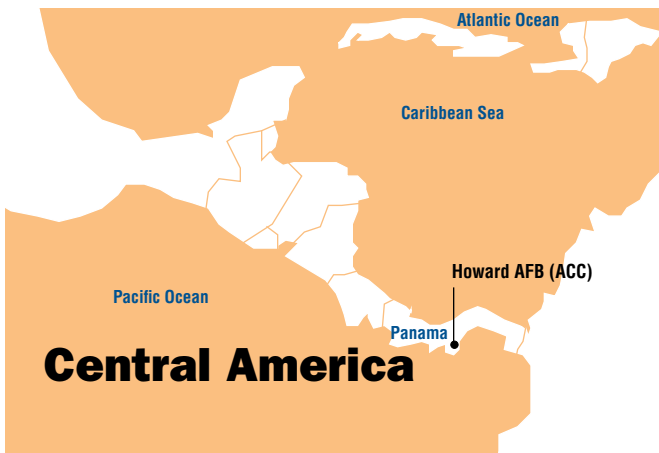 Atlantic Ocean
Caribbean Sea
Howard AFB (ACC)
Pacific Ocean
Panama
Central America